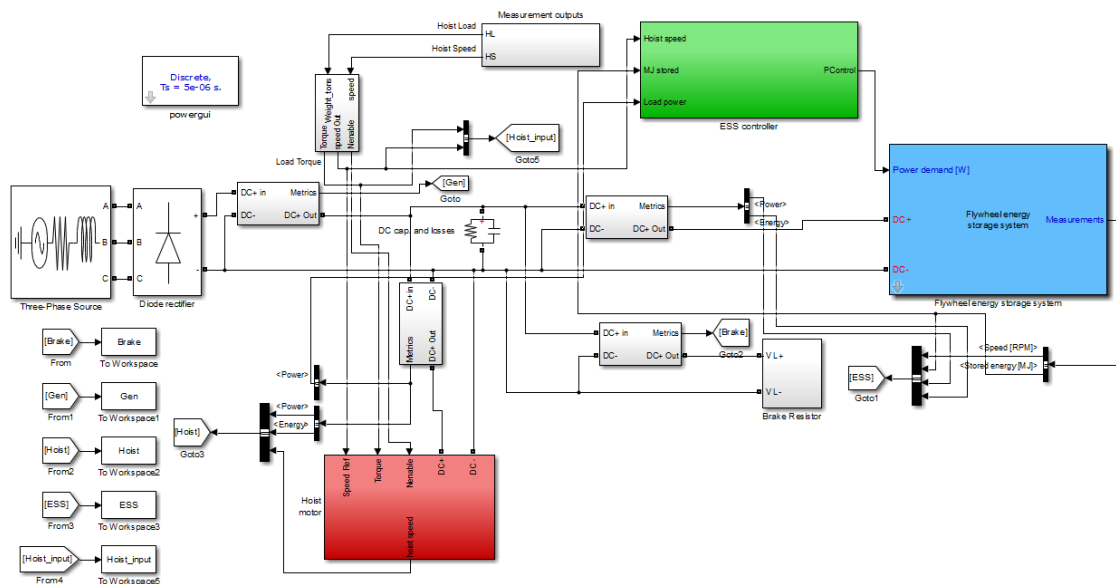 Measurement outputs
Hoist Load
HL
Hoist Speed
HS
Hoist speed
MJ stored
PControl
Load power
ESS controller
Discrete,
Ts = 5e-06 s.
powergui
Weight_tons
speed
Torque
speed Out
Nenable
Load Torque
[Hoist_input]
Goto5
Power demand [W]
DC+
Flywheel energy
storage system
Measurements
DC-
Flywheel energy storage system
A
B
C
Three-Phase Source
A
B
C
+
-
Diode rectifier
DC+ in
Metrics
DC-
DC+ Out
[Gen]
Goto
DC cap. and losses
+
DC+ in
Metrics
DC-
DC+ Out
<Power>
<Energy>
DC+ in
DC-
Metrics
DC+ Out
DC+ in
Metrics
DC-
DC+ Out
[Brake]
Goto2
V L+
V L-
Brake Resistor
<Speed [RPM]>
<Stored energy [MJ]>
[ESS]
Goto1
<Power>
<Power>
<Energy>
[Hoist]
Goto3
Speed Ref
Torque
Nenable
DC+
DC -
Hoist
motor
hoist speed
[Brake]
From
Brake
To Workspace
[Gen]
From1
Gen
To Workspace1
[Hoist]
From2
Hoist
To Workspace2
[ESS]
From3
ESS
To Workspace3
[Hoist_input]
From4
Hoist_input
To Workspace5